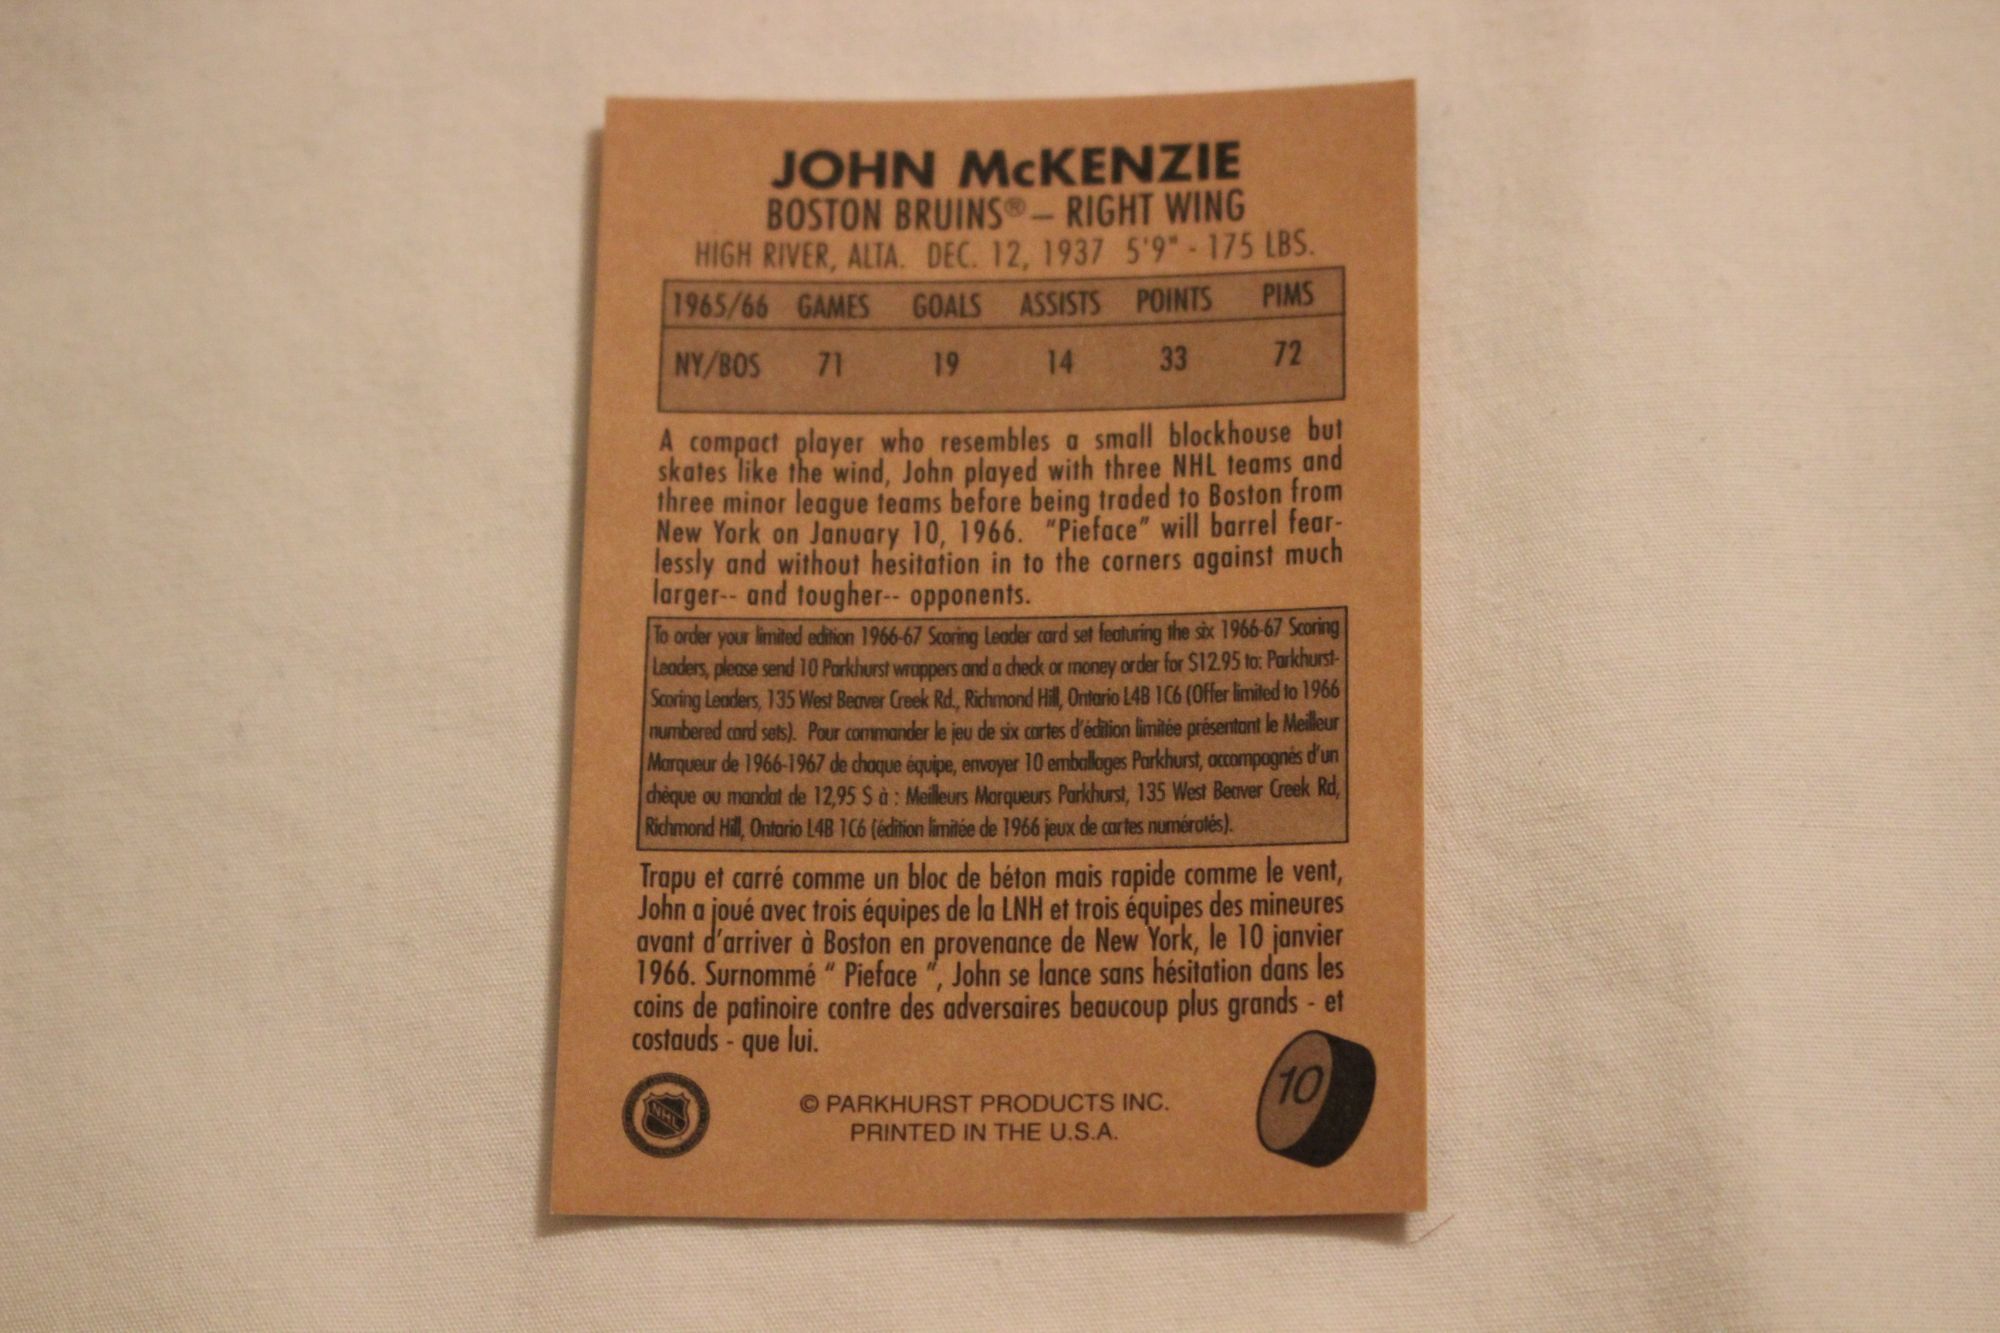 JOHN McKENZIE
BOSTON BRUINS® – RIGHT WING
HIGH RIVER, ALTA. DEC. 12, 1937 5'9" - 175 LBS.
1965/66 GAMES GOALS ASSISTS POINTS PIMS
NY/BOS 71 19 14 33 72
A compact player who resembles a small blockhouse but
skates like the wind, John played with three NHL teams and
three minor league teams before being traded to Boston from
New York on January 10, 1966. "Pieface" will barrel fear-
lessly and without hesitation in to the corners against much
larger-- and tougher-- opponents.
To order your limited edition 1966-67 Scoring Leader card set featuring the six 1966-67 Scoring
Leaders, please send 10 Parkhurst wrappers and a check or money order for $12.95 to: Parkhurst-
Scoring Leaders, 135 West Beaver Creek Rd., Richmond Hill, Ontario L4B 1C6 (Offer limited to 1966
numbered card sets). Pour commander le jeu de six cartes d'édition limitée présentant le Meilleur
Marqueur de 1966-1967 de chaque équipe, envoyer 10 emballages Parkhurst, accompagnés d'un
chèque ou mandat de 12,95 $ à : Meilleurs Marqueurs Parkhurst, 135 West Beaver Creek Rd,
Richmond Hill, Ontario L4B 1C6 (édition limitée de 1966 jeux de cartes numérotés).
Trapu et carré comme un bloc de béton mais rapide comme le vent,
John a joué avec trois équipes de la LNH et trois équipes des mineures
avant d'arriver à Boston en provenance de New York, le 10 janvier
1966. Surnommé " Pieface ", John se lance sans hésitation dans les
coins de patinoire contre des adversaires beaucoup plus grands - et
costauds - que lui.
NHL
© PARKHURST PRODUCTS INC.
PRINTED IN THE U.S.A.
10